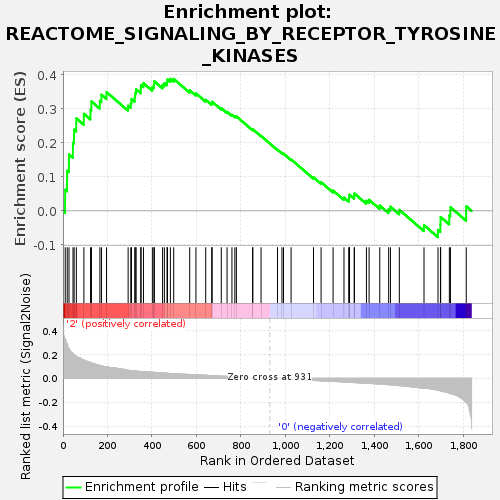 Enrichment plot:
REACTOME_SIGNALING_BY_RECEPTOR_TYROSINE
_KINASES
Enrichment score (ES)
0.4
0.3
0.2
0.1
0.0
-0.1
'2' (positively correlated)
Ranked list metric (Signal2Noise)
0.4
0.2
0.0
-0.2
-0.4
Zero cross at 931
'0' (negatively correlated)
0 200 400 600 800 1,000 1,200 1,400 1,600 1,800
Rank in Ordered Dataset
Enrichment profile Hits Ranking metric scores